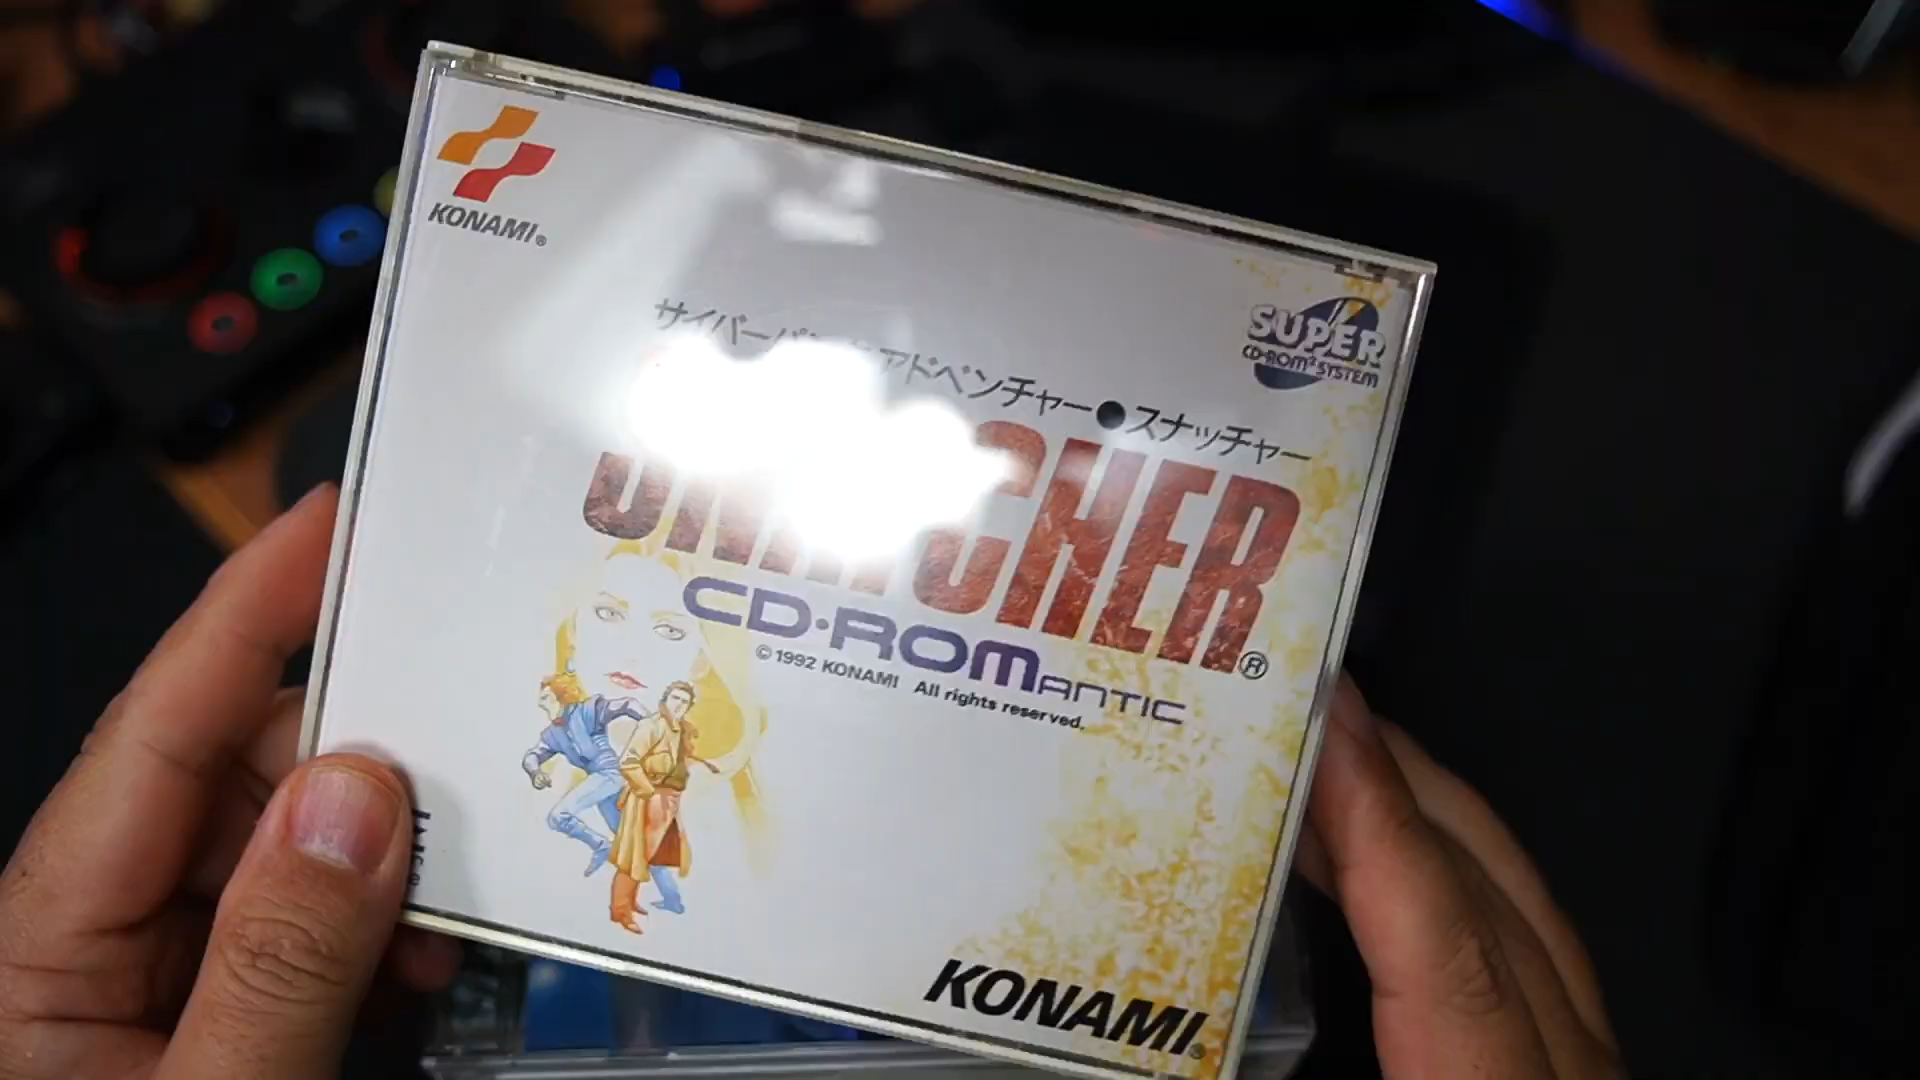 KONAMI®
アドベンチャー●スナッチャー
SUPER
CD-ROM² SYSTEM
SNATCHER®
CD·ROMANTIC
©1992 KONAMI All rights reserved.
KONAMI®